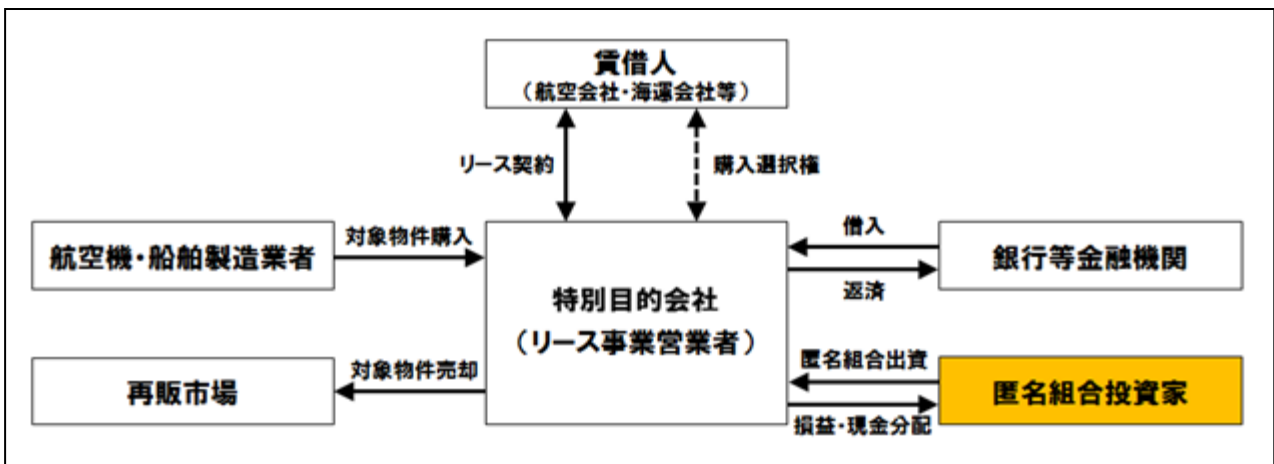 賃借人
（航空会社・海運会社等）
リース契約
購入選択権
航空機・船舶製造業者
対象物件購入
特別目的会社
（リース事業営業者）
借入
返済
銀行等金融機関
再販市場
対象物件売却
匿名組合出資
損益・現金分配
匿名組合投資家